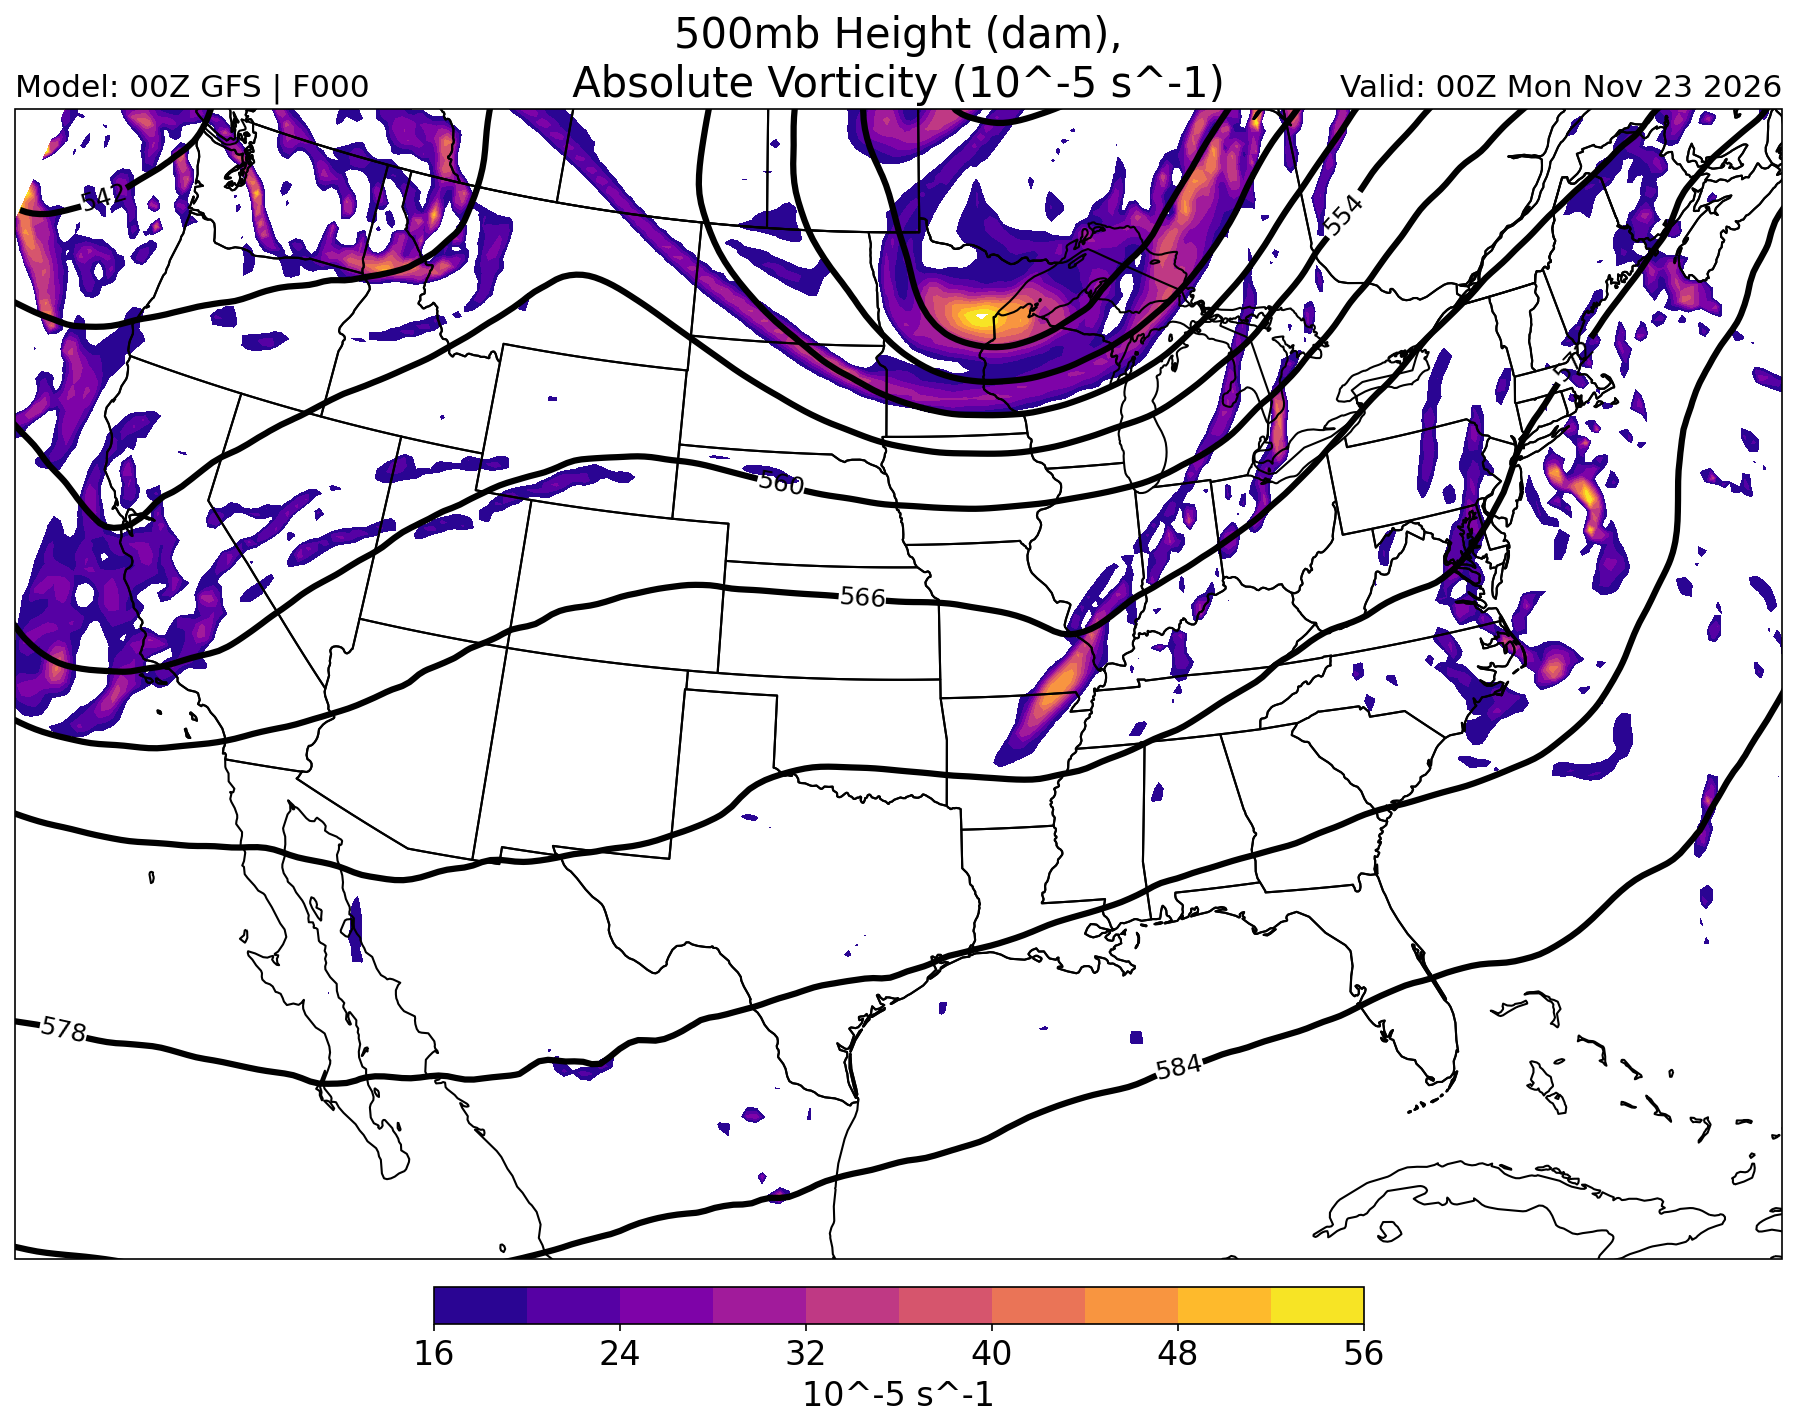 500mb Height (dam),
Model: 00Z GFS | F000
Absolute Vorticity (10^-5 s^-1)
Valid: 00Z Mon Nov 23 2026
542
554
560
566
578
584
16 24 32 40 48 56
10^-5 s^-1